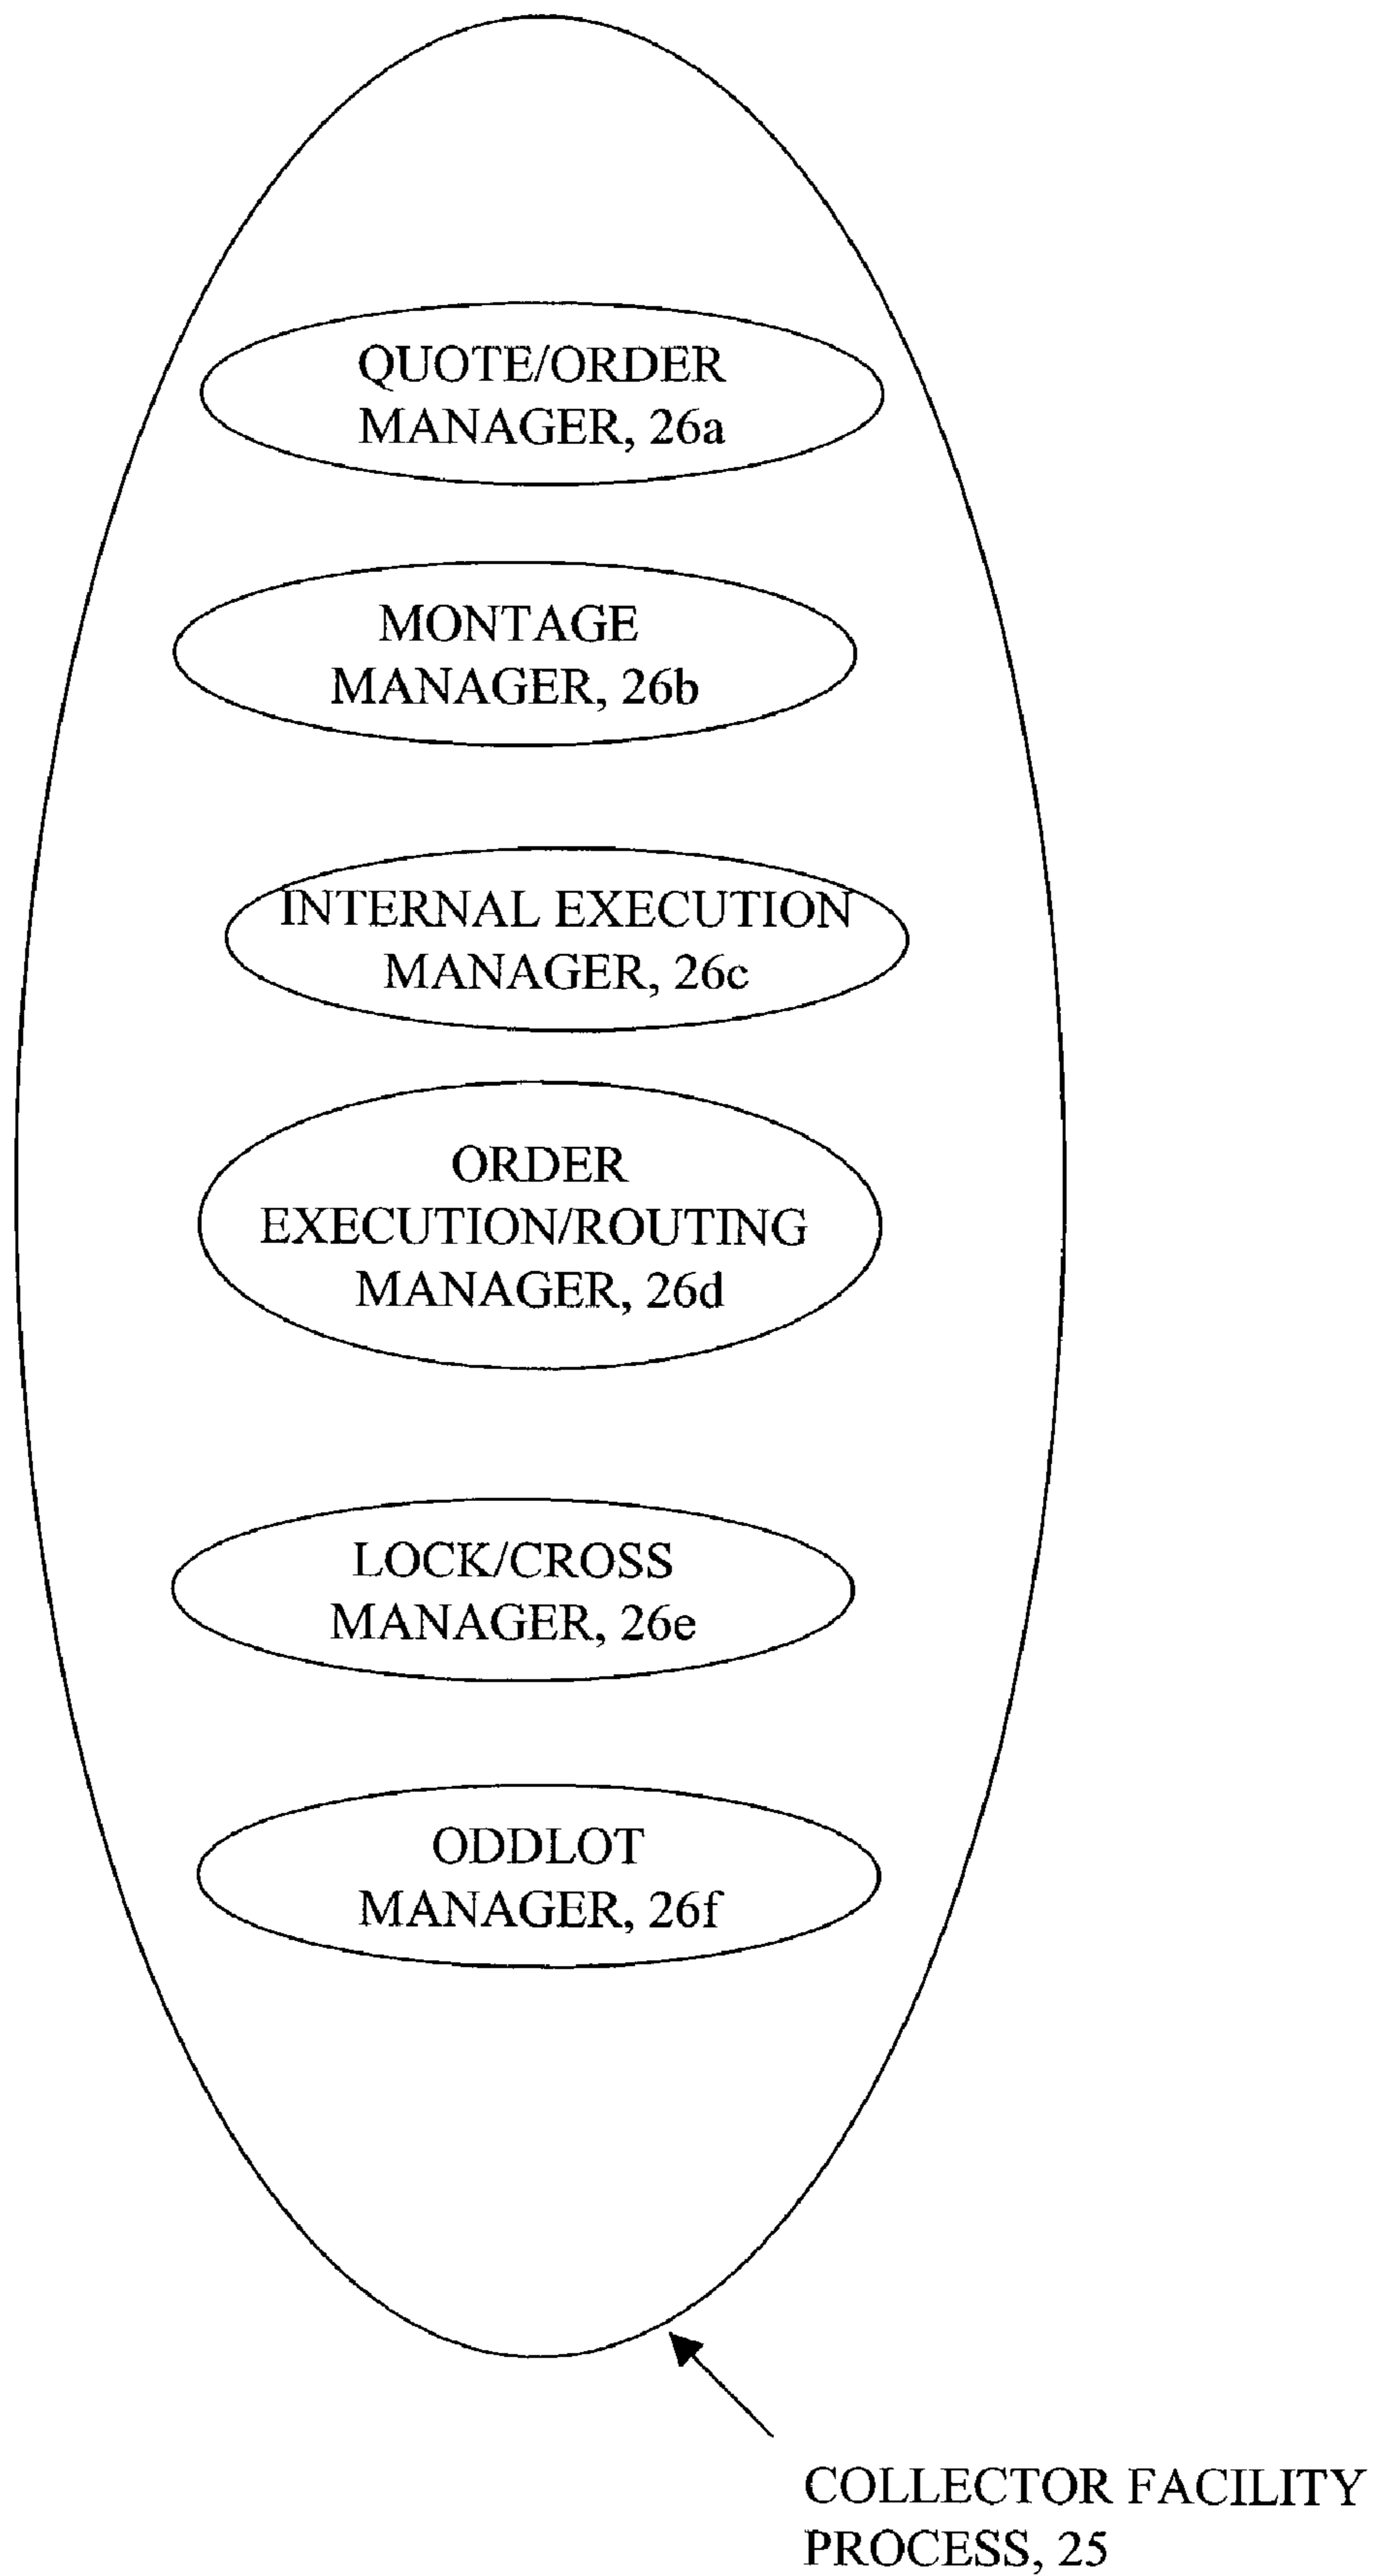 QUOTE/ORDER
MANAGER, 26a
MONTAGE
MANAGER, 26b
INTERNAL EXECUTION
MANAGER, 26c
ORDER
EXECUTION/ROUTING
MANAGER, 26d
LOCK/CROSS
MANAGER, 26e
ODDLOT
MANAGER, 26f
COLLECTOR FACILITY
PROCESS, 25